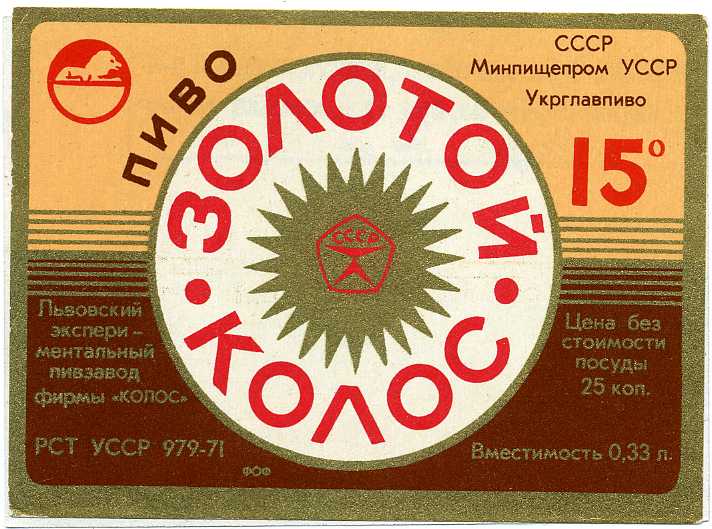 ПИВО
ЗОЛОТОЙ
• КОЛОС •
СССР
СССР
Минпищепром УССР
Укрглавпиво
15°
Львовский
экспери -
ментальный
пивзавод
фирмы «КОЛОС»
РСТ УССР 979-71
ФОФ
Цена без
стоимости
посуды
25 коп.
Вместимость 0,33 л.